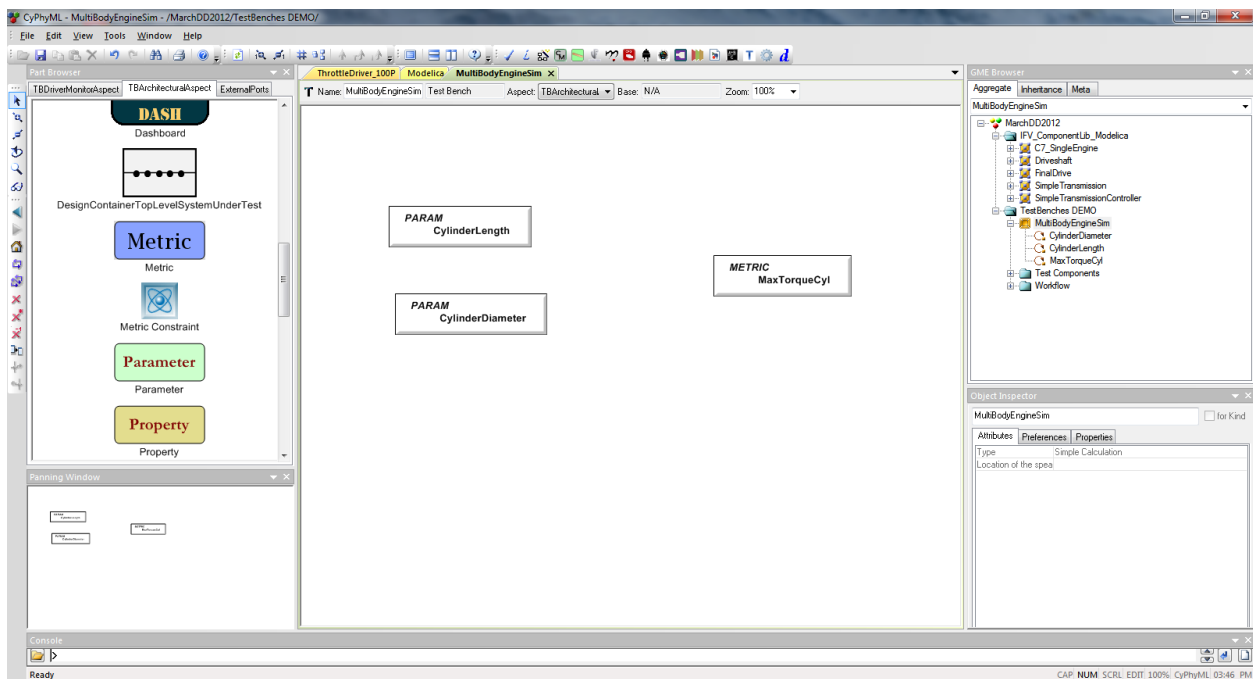 CyPhyML - MultiBodyEngineSim - /MarchDD2012/TestBenches DEMO/
File Edit View Tools Window Help
Part Browser
TBDriverMonitorAspect TBArchitecturalAspect ExternalPorts
DASH
Dashboard
DesignContainerTopLevelSystemUnderTest
Metric
Metric
Metric Constraint
Parameter
Parameter
Property
Property
Panning Window
ThrottleDriver_100P Modelica MultiBodyEngineSim
Name: MultiBodyEngineSim Test Bench Aspect: TBArchitectural Base: N/A Zoom: 100%
PARAM
CylinderLength
METRIC
MaxTorqueCyl
PARAM
CylinderDiameter
GME Browser
Aggregate Inheritance Meta
MultiBodyEngineSim
MarchDD2012
IFV_ComponentLib_Modelica
C7_SingleEngine
Driveshaft
FinalDrive
SimpleTransmission
SimpleTransmissionController
TestBenches DEMO
MultiBodyEngineSim
CylinderDiameter
CylinderLength
MaxTorqueCyl
Test Components
Workflow
Object Inspector
MultiBodyEngineSim for Kind
Attributes Preferences Properties
Type Simple Calculation
Location of the spea
Console
Ready
CAP NUM SCRL EDIT 100% CyPhyML 03:46 PM